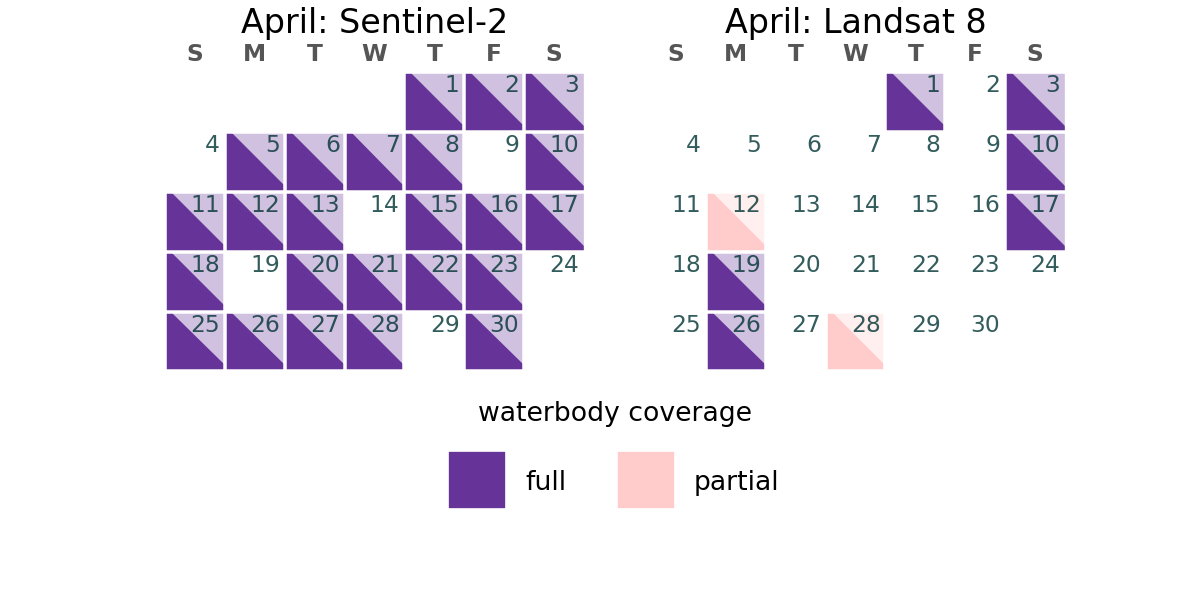 April: Sentinel-2
S M T W T F S
1 2 3
4 5 6 7 8 9 10
11 12 13 14 15 16 17
18 19 20 21 22 23 24
25 26 27 28 29 30
April: Landsat 8
S M T W T F S
1 2 3
4 5 6 7 8 9 10
11 12 13 14 15 16 17
18 19 20 21 22 23 24
25 26 27 28 29 30
waterbody coverage
full
partial